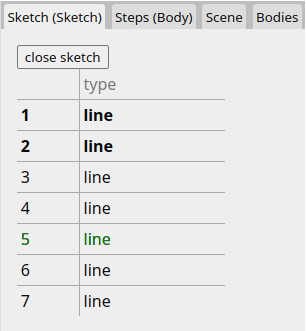 Sketch (Sketch) Steps (Body) Scene Bodies
close sketch
type
1 line
2 line
3 line
4 line
5 line
6 line
7 line